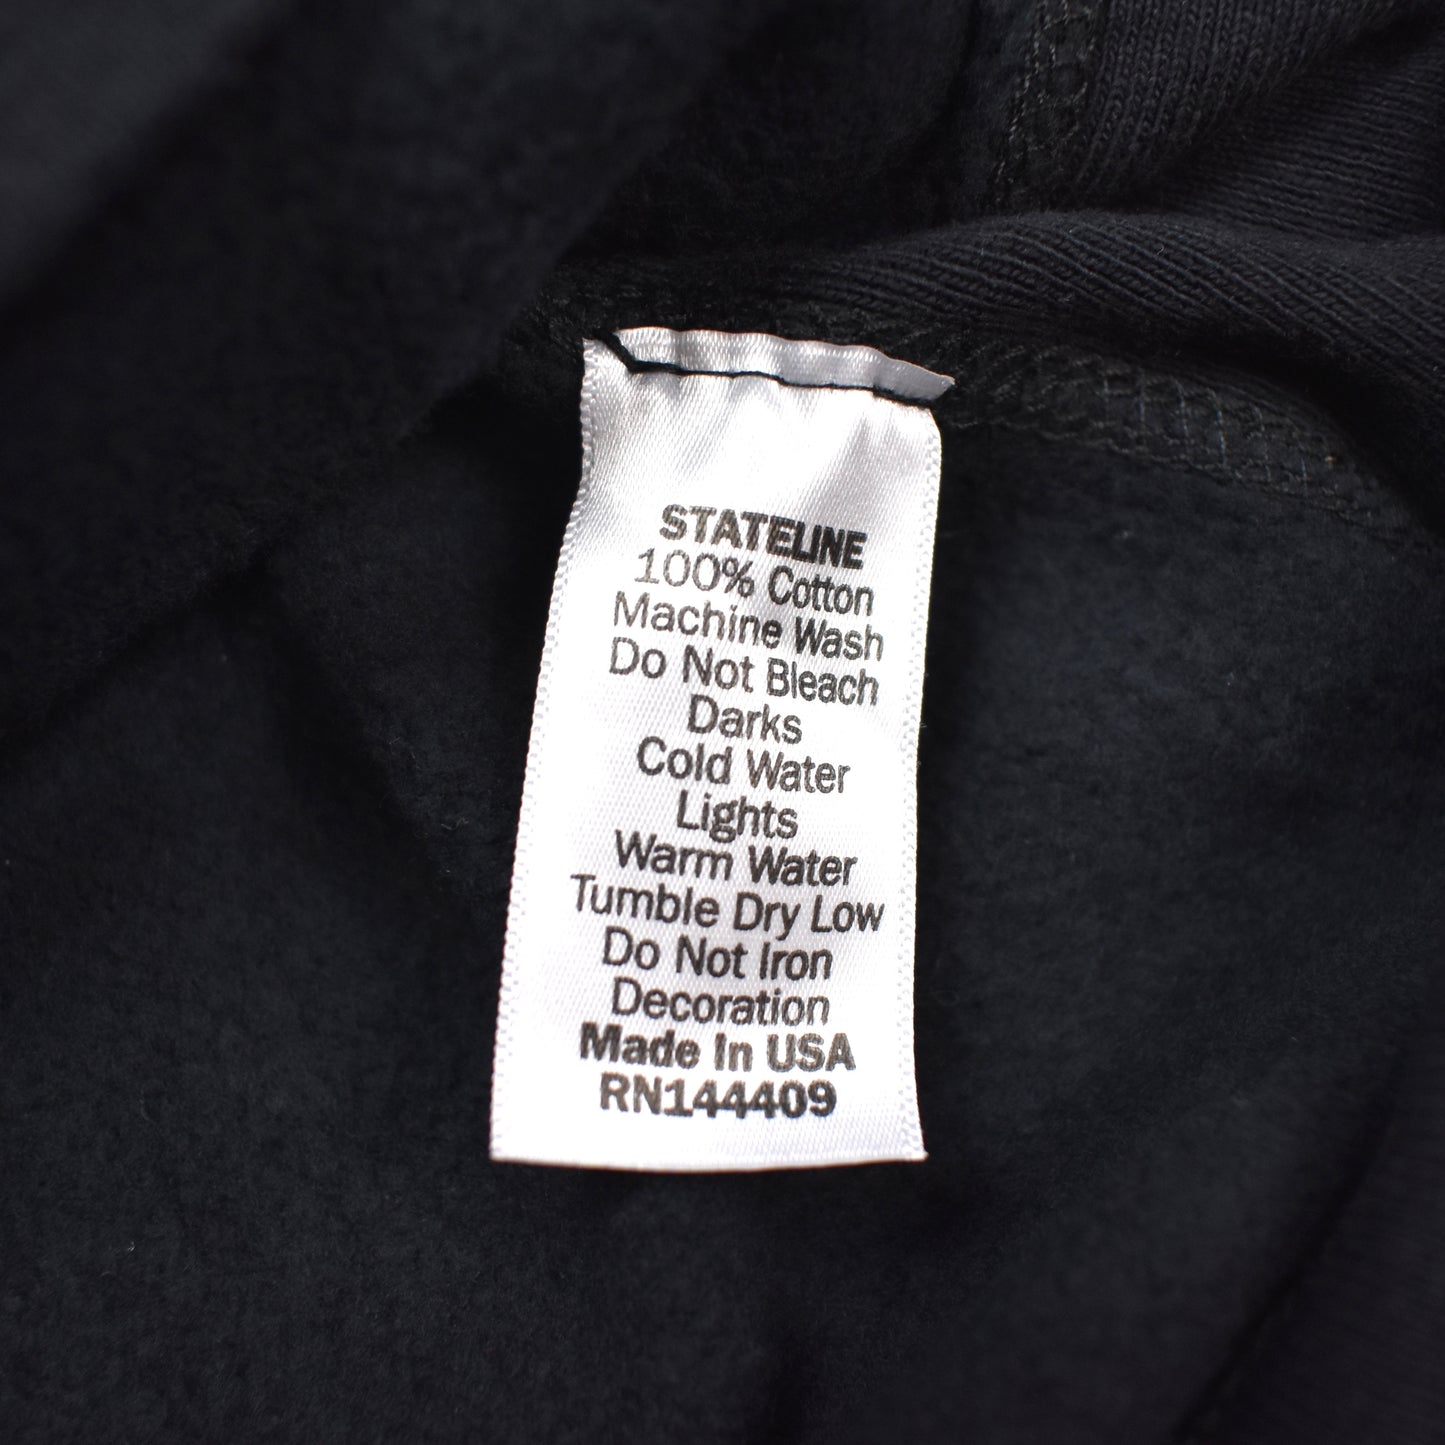 STATELINE
100% Cotton
Machine Wash
Do Not Bleach
Darks
Cold Water
Lights
Warm Water
Tumble Dry Low
Do Not Iron
Decoration
Made In USA
RN144409